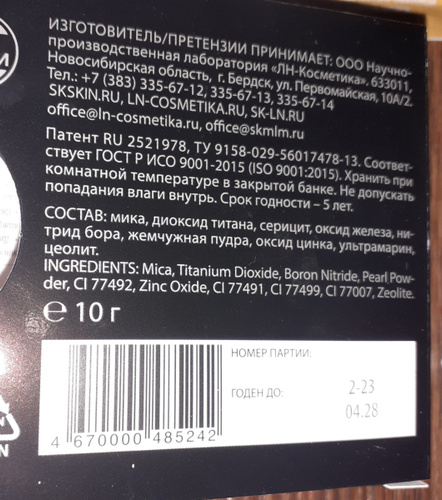 ИЗГОТОВИТЕЛЬ/ПРЕТЕНЗИИ ПРИНИМАЕТ: ООО Научно-
производственная лаборатория «ЛН-Косметика», 633011,
Новосибирская область, г. Бердск, ул. Первомайская, 10А/2.
Тел.: +7 (383) 335-67-12, 335-67-13, 335-67-14
SKSKIN.RU, LN-COSMETIKA.RU, SK-LN.RU
office@ln-cosmetika.ru, office@skmlm.ru
Патент RU 2521978, ТУ 9158-029-56017478-13. Соответ-
ствует ГОСТ Р ИСО 9001-2015 (ISO 9001:2015). Хранить при
комнатной температуре в закрытой банке. Не допускать
попадания влаги внутрь. Срок годности – 5 лет.
СОСТАВ: мика, диоксид титана, серицит, оксид железа, ни-
трид бора, жемчужная пудра, оксид цинка, ультрамарин,
цеолит.
INGREDIENTS: Mica, Titanium Dioxide, Boron Nitride, Pearl Pow-
der, CI 77492, Zinc Oxide, CI 77491, CI 77499, CI 77007, Zeolite.
℮ 10 г
НОМЕР ПАРТИИ:
ГОДЕН ДО:
2-23
04.28
4 670000 485242